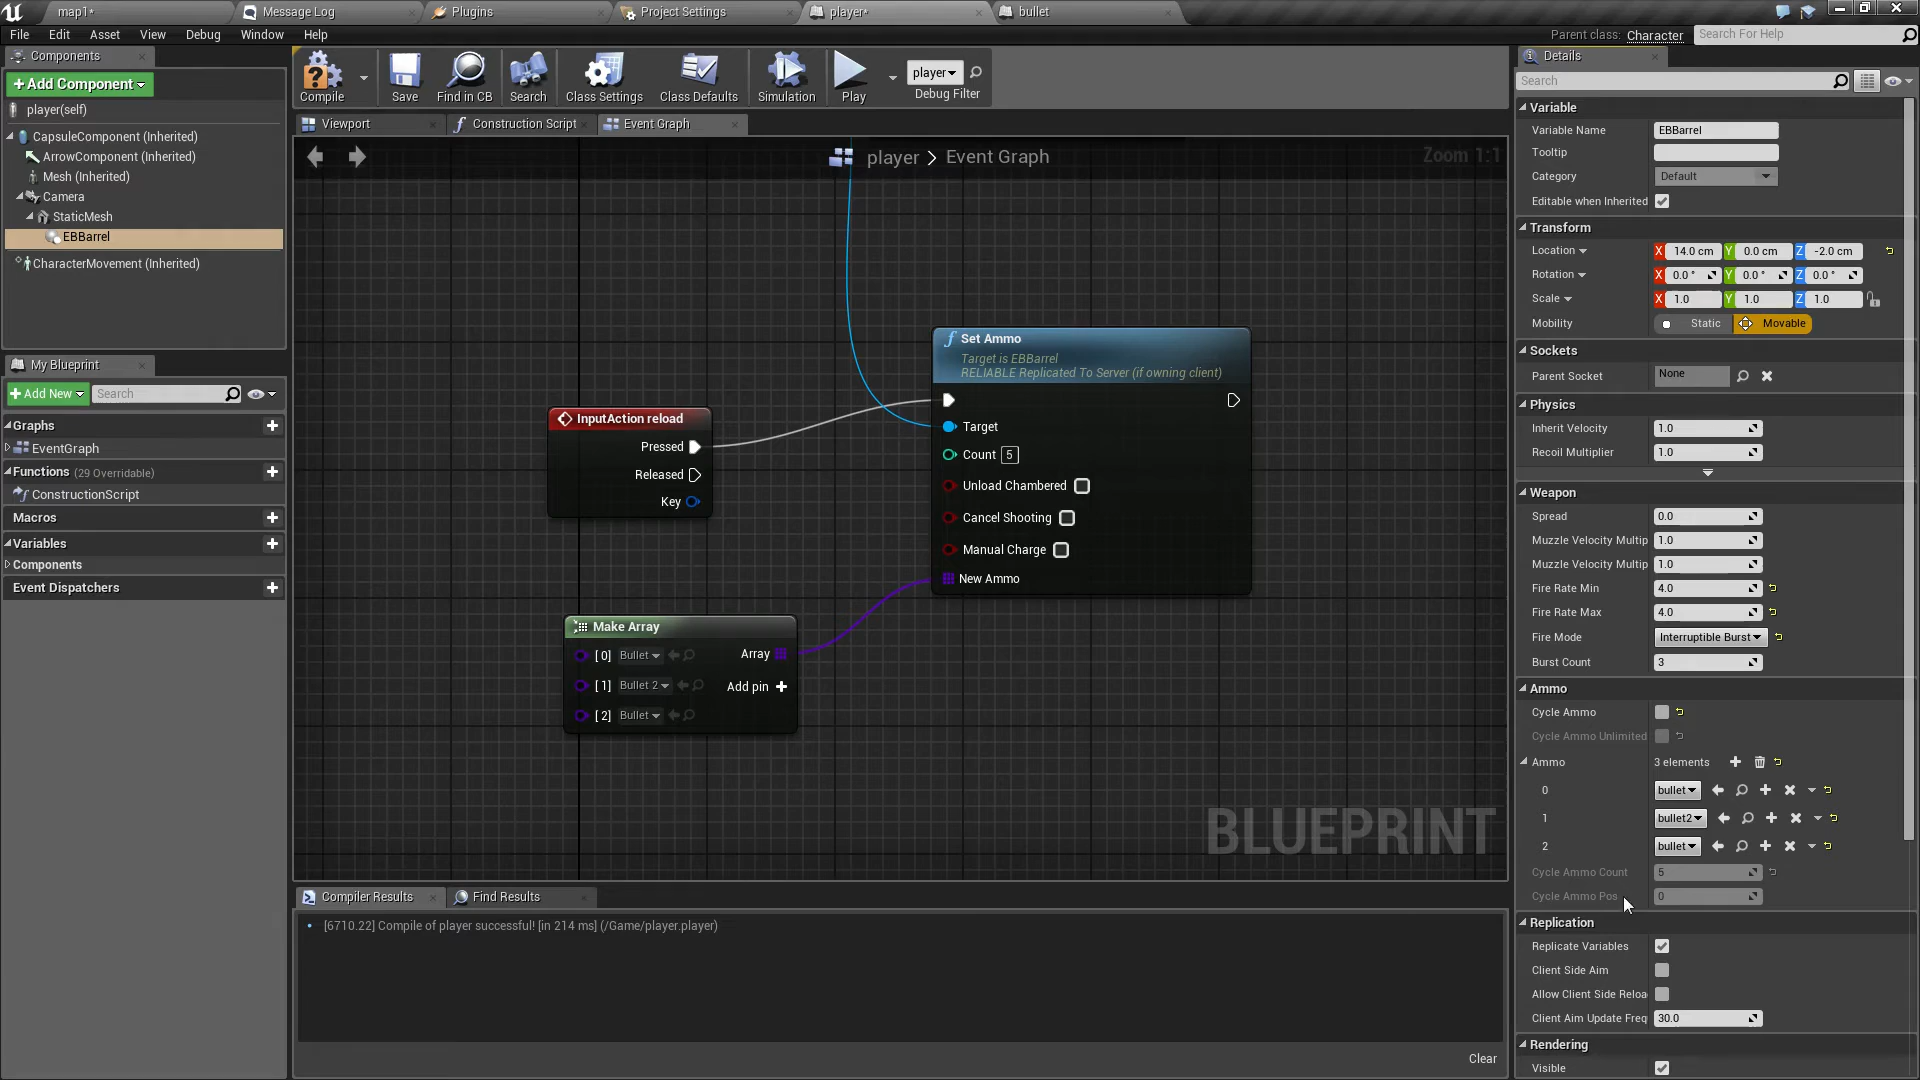 map1*
Message Log
Plugins
Project Settings
player*
bullet
File Edit Asset View Debug Window Help
Parent class: Character
Search For Help
Components
+Add Component
player(self)
CapsuleComponent (Inherited)
ArrowComponent (Inherited)
Mesh (Inherited)
Camera
StaticMesh
EBBarrel
CharacterMovement (Inherited)
My Blueprint
+Add New
Search
Graphs
EventGraph
Functions (29 Overridable)
ConstructionScript
Macros
Variables
Components
Event Dispatchers
Compile
Save
Find in CB
Search
Class Settings
Class Defaults
Simulation
Play
player
Debug Filter
Viewport
Construction Script
Event Graph
player > Event Graph
Zoom 1:1
Set Ammo
Target is EBBarrel
RELIABLE Replicated To Server (if owning client)
Target
Count 5
Unload Chambered
Cancel Shooting
Manual Charge
New Ammo
InputAction reload
Pressed
Released
Key
Make Array
[0] Bullet
Array
[1] Bullet 2
Add pin +
[2] Bullet
BLUEPRINT
Compiler Results
Find Results
[6710.22] Compile of player successful! [in 214 ms] (/Game/player.player)
Clear
Details
Search
Variable
Variable Name EBBarrel
Tooltip
Category Default
Editable when Inherited
Transform
Location X 14.0 cm Y 0.0 cm Z -2.0 cm
Rotation X 0.0 ° Y 0.0 ° Z 0.0 °
Scale X 1.0 Y 1.0 Z 1.0
Mobility Static Movable
Sockets
Parent Socket None
Physics
Inherit Velocity 1.0
Recoil Multiplier 1.0
Weapon
Spread 0.0
Muzzle Velocity Multip 1.0
Muzzle Velocity Multip 1.0
Fire Rate Min 4.0
Fire Rate Max 4.0
Fire Mode Interruptible Burst
Burst Count 3
Ammo
Cycle Ammo
Cycle Ammo Unlimited
Ammo 3 elements
0 bullet
1 bullet2
2 bullet
Cycle Ammo Count 5
Cycle Ammo Pos 0
Replication
Replicate Variables
Client Side Aim
Allow Client Side Reloa
Client Aim Update Freq 30.0
Rendering
Visible